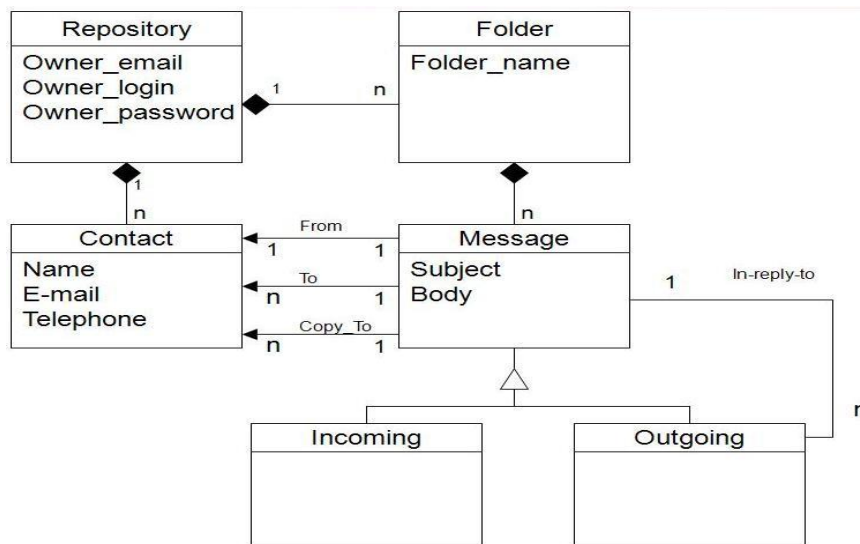 Repository
Owner_email
Owner_login
Owner_password
Folder
Folder_name
1
n
1
n
n
Contact
Name
E-mail
Telephone
From
1
1
To
n
1
Copy_To
n
1
Message
Subject
Body
1
In-reply-to
n
Incoming
Outgoing